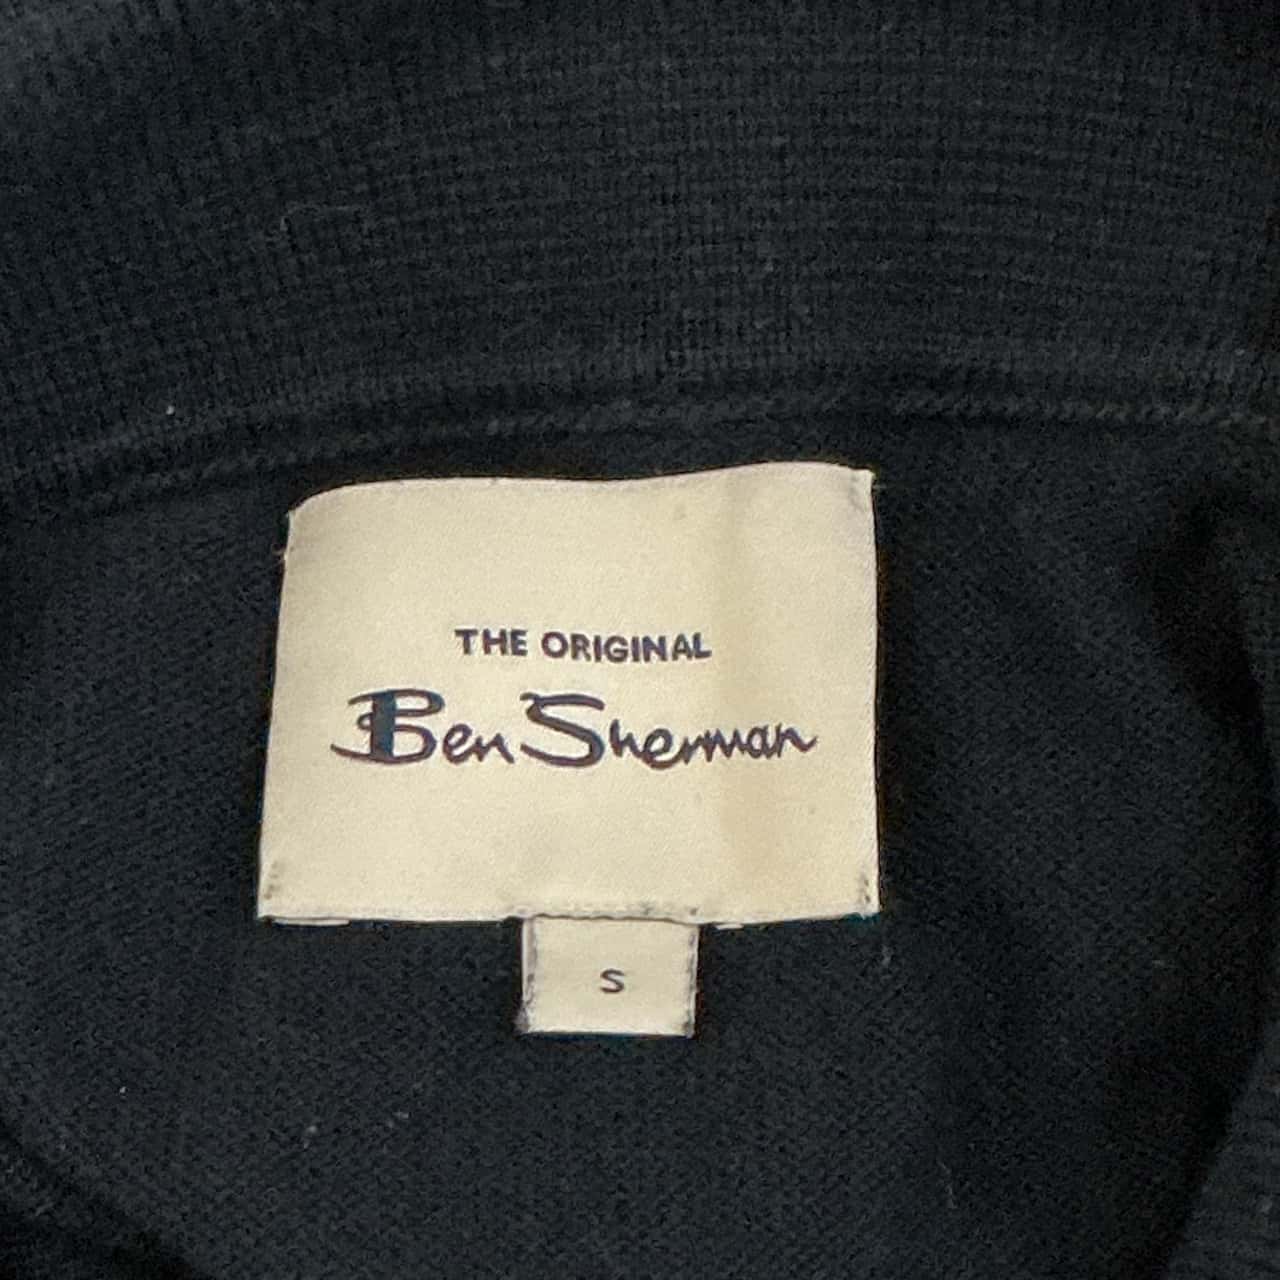 THE ORIGINAL
Ben Sherman
S